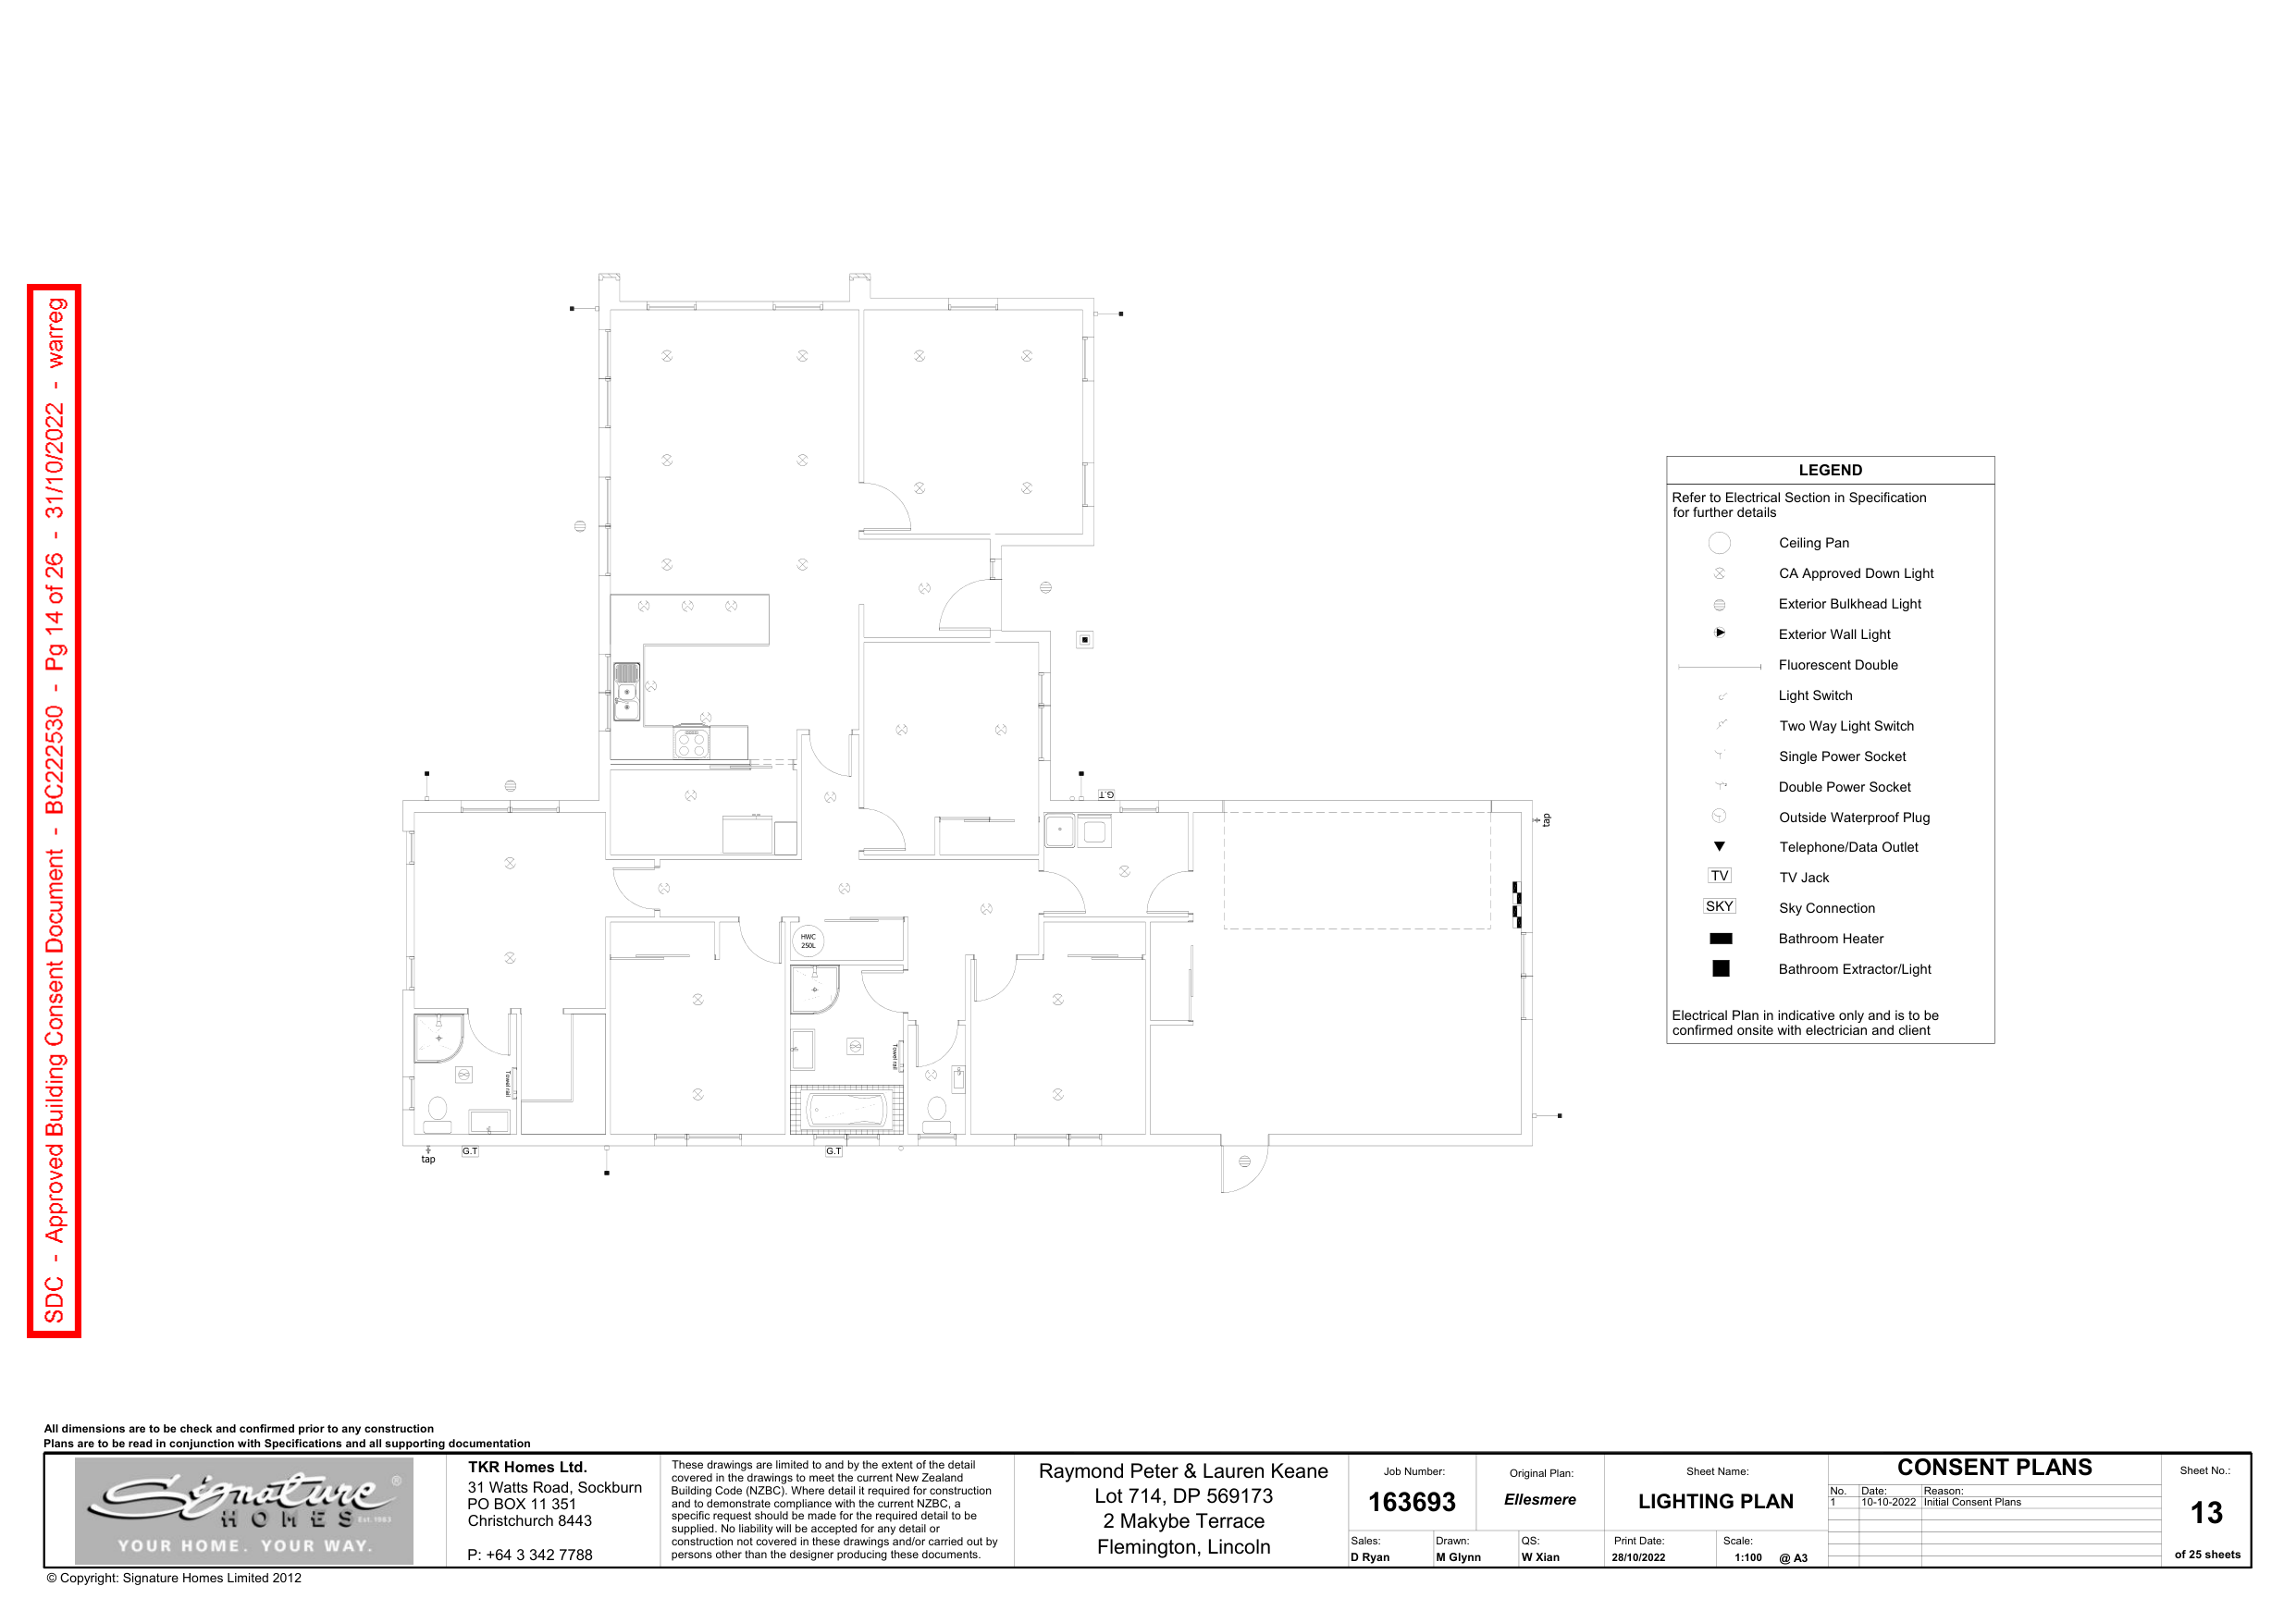 SDC - Approved Building Consent Document - BC222530 - Pg 14 of 26 - 31/10/2022 - warreg
G.T
tap
HWC
250L
Towel rail
Towel rail
tap
G.T
G.T
LEGEND
Refer to Electrical Section in Specification
for further details
Ceiling Pan
CA Approved Down Light
Exterior Bulkhead Light
Exterior Wall Light
Fluorescent Double
Light Switch
Two Way Light Switch
Single Power Socket
Double Power Socket
Outside Waterproof Plug
Telephone/Data Outlet
TV TV Jack
SKY Sky Connection
Bathroom Heater
Bathroom Extractor/Light
Electrical Plan in indicative only and is to be
confirmed onsite with electrician and client
All dimensions are to be check and confirmed prior to any construction
Plans are to be read in conjunction with Specifications and all supporting documentation
Signature ®
HOMES Est. 1983
YOUR HOME. YOUR WAY.
TKR Homes Ltd.
31 Watts Road, Sockburn
PO BOX 11 351
Christchurch 8443
P: +64 3 342 7788
These drawings are limited to and by the extent of the detail
covered in the drawings to meet the current New Zealand
Building Code (NZBC). Where detail it required for construction
and to demonstrate compliance with the current NZBC, a
specific request should be made for the required detail to be
supplied. No liability will be accepted for any detail or
construction not covered in these drawings and/or carried out by
persons other than the designer producing these documents.
Raymond Peter & Lauren Keane
Lot 714, DP 569173
2 Makybe Terrace
Flemington, Lincoln
Job Number:
163693
Original Plan:
Ellesmere
Sheet Name:
LIGHTING PLAN
Sales:
D Ryan
Drawn:
M Glynn
QS:
W Xian
Print Date:
28/10/2022
Scale:
1:100 @ A3
CONSENT PLANS
No. Date: Reason:
1 10-10-2022 Initial Consent Plans
Sheet No.:
13
of 25 sheets
© Copyright: Signature Homes Limited 2012